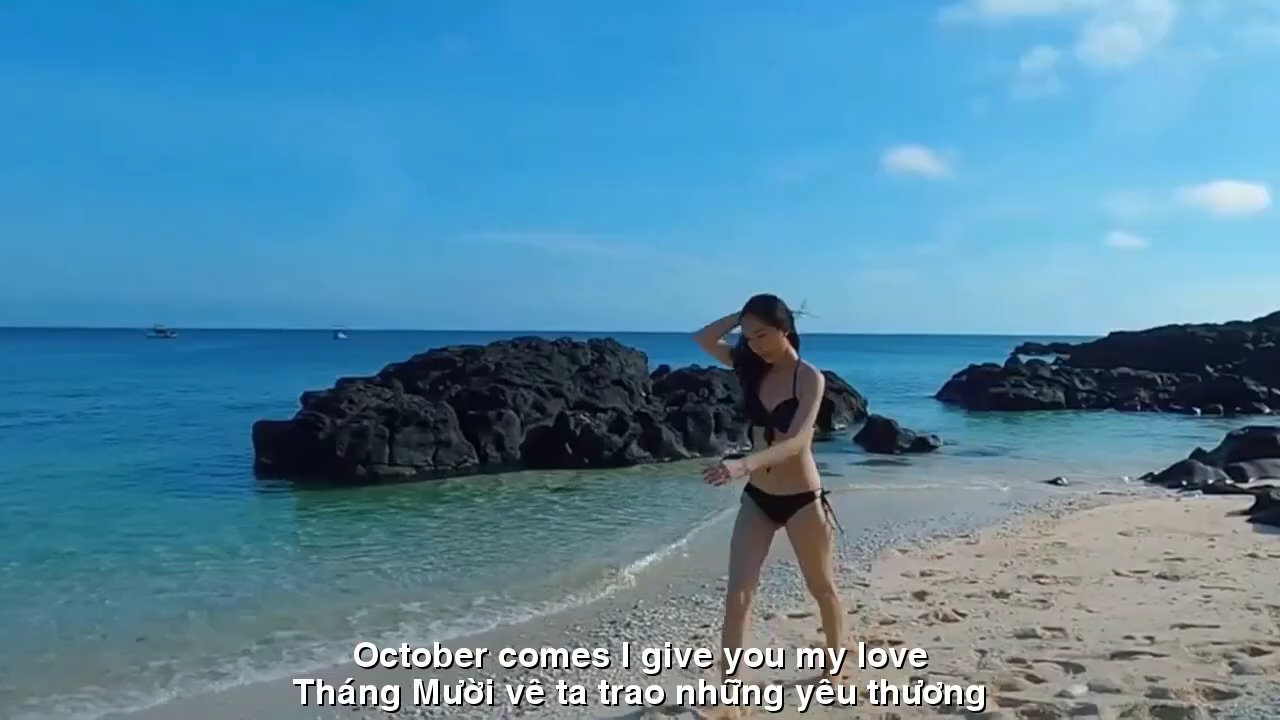 October comes I give you my love
Tháng Mười vê ta trao những yêu thương